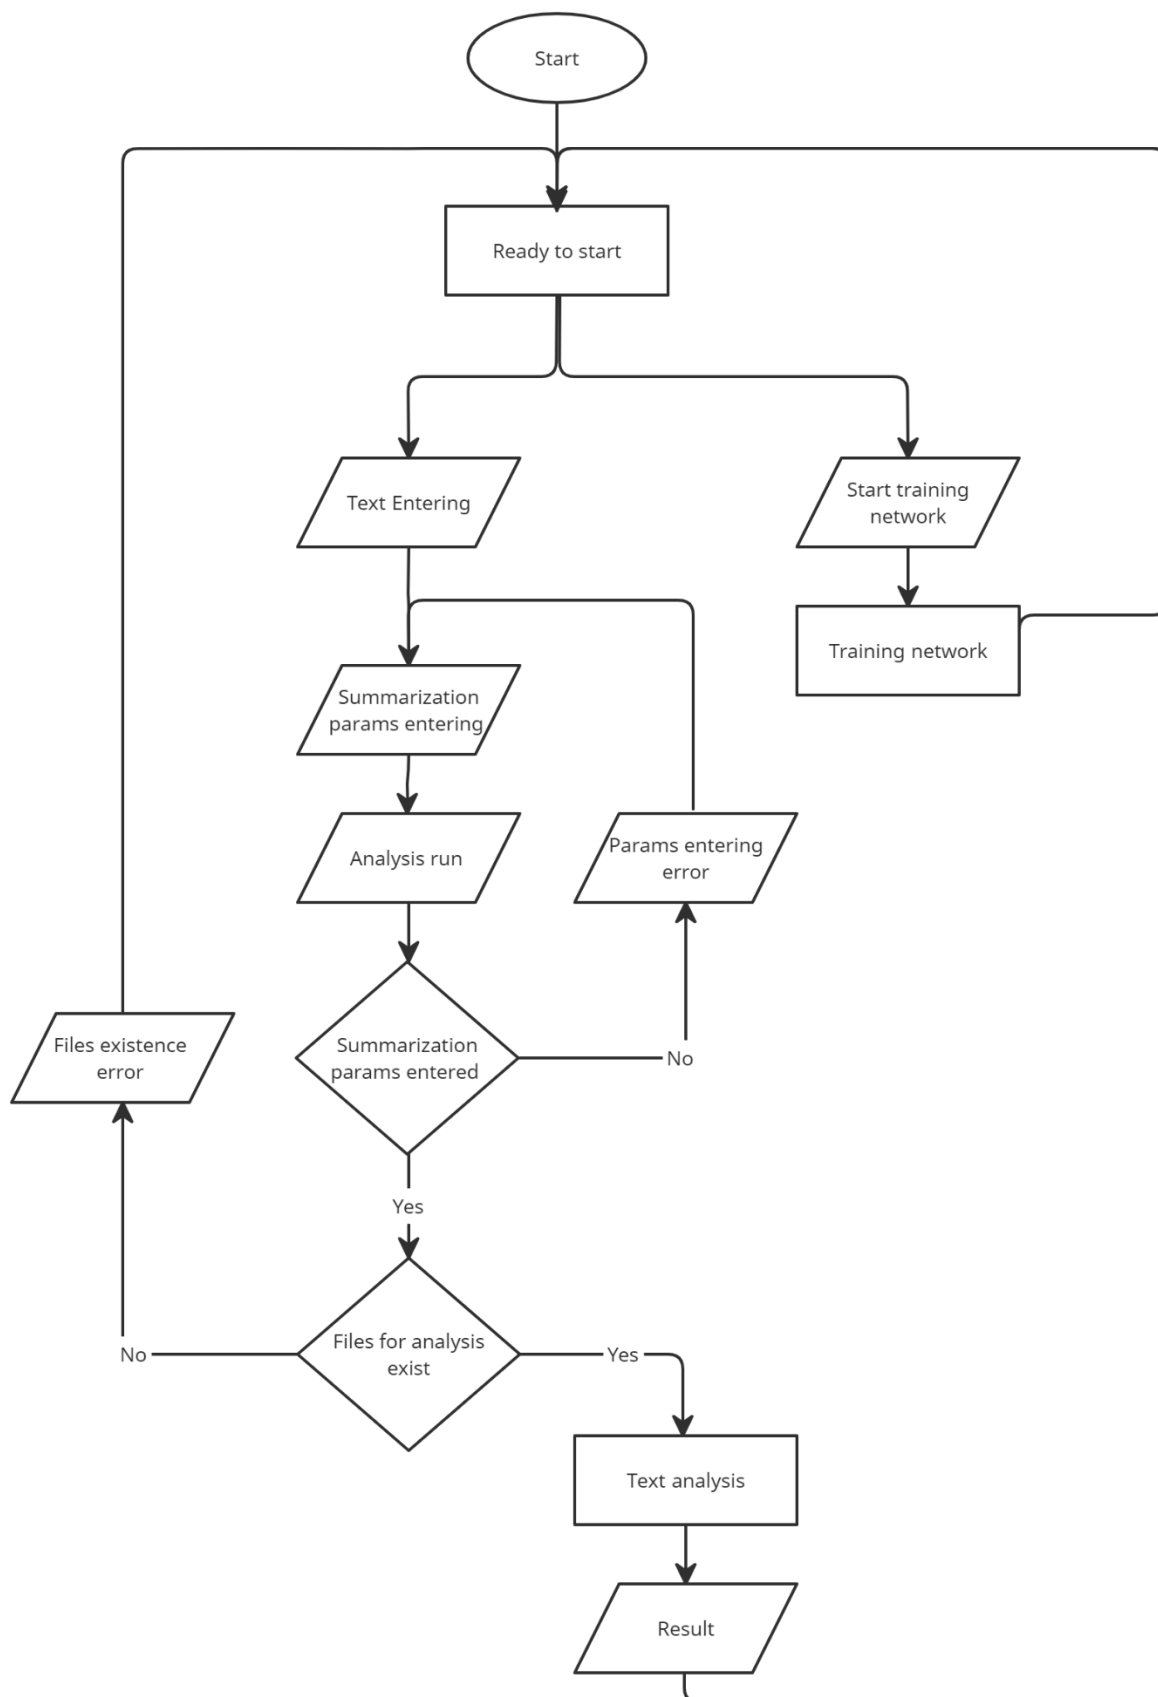 Start
Ready to start
Text Entering
Start training
network
Training network
Summarization
params entering
Analysis run
Params entering
error
Files existence
error
Summarization
params entered
No
Yes
Files for analysis
exist
No
Yes
Text analysis
Result